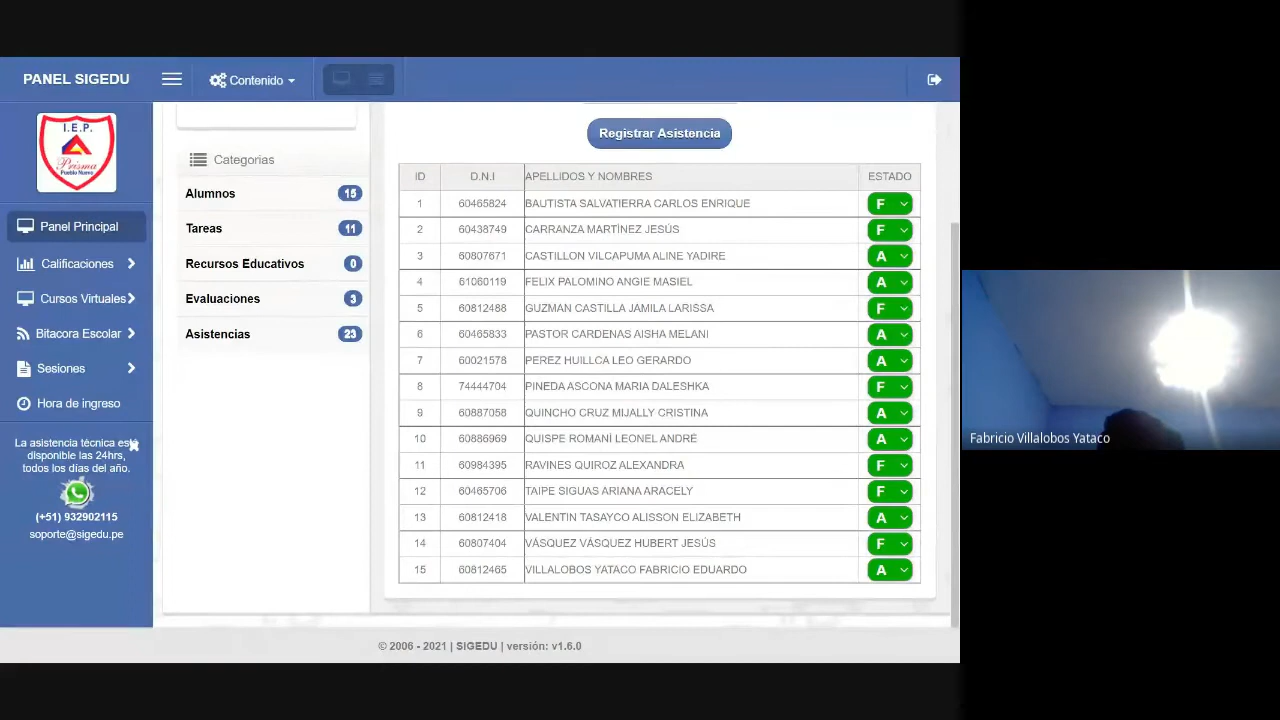 PANEL SIGEDU
Contenido
I.E.P.
Prisma
Pueblo Nuevo
Panel Principal
Calificaciones
Cursos Virtuales
Bitacora Escolar
Sesiones
Hora de ingreso
La asistencia técnica está
disponible las 24hrs,
todos los días del año.
(+51) 932902115
soporte@sigedu.pe
Categorias
Alumnos 15
Tareas 11
Recursos Educativos 0
Evaluaciones 3
Asistencias 23
Registrar Asistencia
ID D.N.I APELLIDOS Y NOMBRES ESTADO
1 60465824 BAUTISTA SALVATIERRA CARLOS ENRIQUE F
2 60438749 CARRANZA MARTÍNEZ JESÚS F
3 60807671 CASTILLON VILCAPUMA ALINE YADIRE A
4 61060119 FELIX PALOMINO ANGIE MASIEL F
5 60812488 GUZMAN CASTILLA JAMILA LARISSA F
6 60465833 PASTOR CARDENAS AISHA MELANI A
7 60021578 PEREZ HUILLCA LEO GERARDO A
8 74444704 PINEDA ASCONA MARIA DALESHKA F
9 60887058 QUINCHO CRUZ MIJALLY CRISTINA A
10 60886969 QUISPE ROMANÍ LEONEL ANDRÉ A
11 60984395 RAVINES QUIROZ ALEXANDRA F
12 60465706 TAIPE SIGUAS ARIANA ARACELY F
13 60812418 VALENTIN TASAYCO ALISSON ELIZABETH A
14 60807404 VÁSQUEZ VÁSQUEZ HUBERT JESÚS F
15 60812465 VILLALOBOS YATACO FABRICIO EDUARDO A
© 2006 - 2021 | SIGEDU | versión: v1.6.0
Fabricio Villalobos Yataco